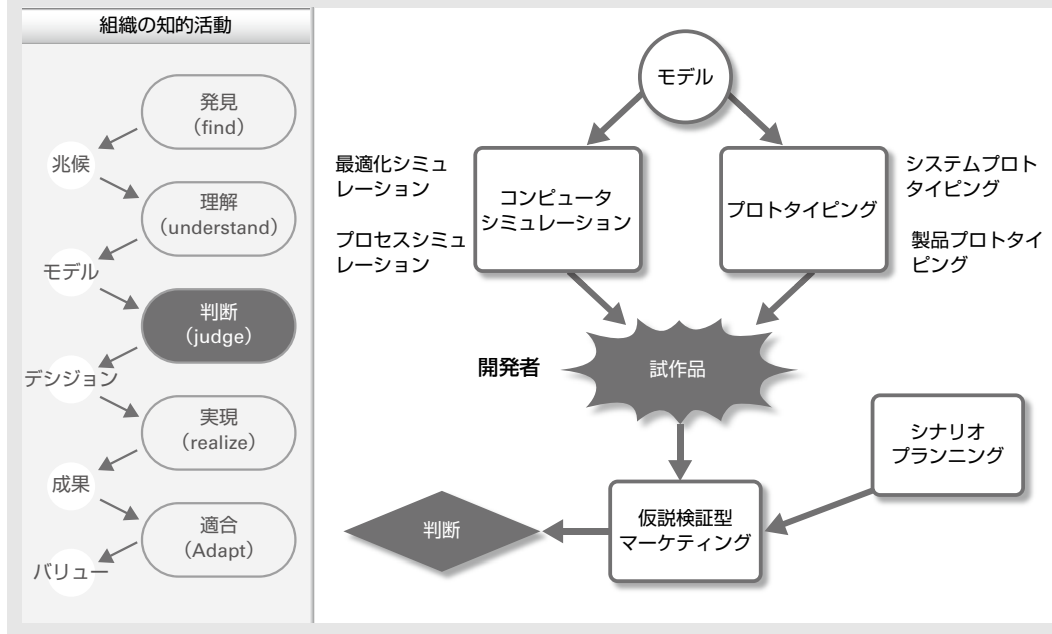 組織の知的活動
発見
(find)
兆候
理解
(understand)
モデル
判断
(judge)
デシジョン
実現
(realize)
成果
適合
(Adapt)
バリュー
モデル
最適化シミュ
レーション
プロセスシミュ
レーション
コンピュータ
シミュレーション
プロトタイピング
システムプロト
タイピング
製品プロトタイ
ピング
開発者
試作品
シナリオ
プランニング
仮説検証型
マーケティング
判断